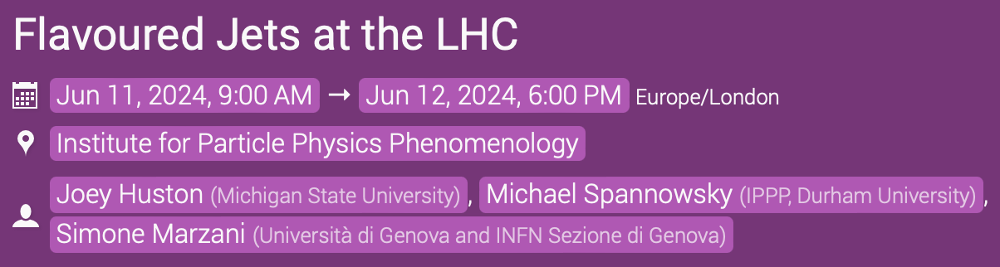 Flavoured Jets at the LHC
Jun 11, 2024, 9:00 AM → Jun 12, 2024, 6:00 PM Europe/London
Institute for Particle Physics Phenomenology
Joey Huston (Michigan State University), Michael Spannowsky (IPPP, Durham University),
Simone Marzani (Università di Genova and INFN Sezione di Genova)